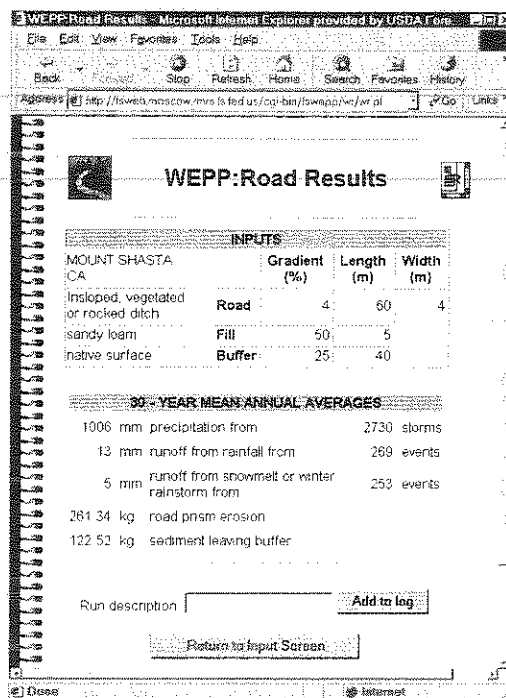 WEPP:Road Results - Microsoft Internet Explorer provided by USDA Fore
File Edit View Favorites Tools Help
Back Forward Stop Refresh Home Search Favorites History
Address Go Links
WEPP:Road Results
INPUTS
MOUNT SHASTA
CA
Gradient (%) Length (m) Width (m)
Insloped, vegetated
or rocked ditch Road 4 60 4
sandy loam Fill 50 5
native surface Buffer 25 40
30 - YEAR MEAN ANNUAL AVERAGES
1006 mm precipitation from 2730 storms
13 mm runoff from rainfall from 269 events
5 mm runoff from snowmelt or winter
rainstorm from 253 events
261.34 kg road prism erosion
122.52 kg sediment leaving buffer
Run description Add to log
Return to Input Screen
Done Internet